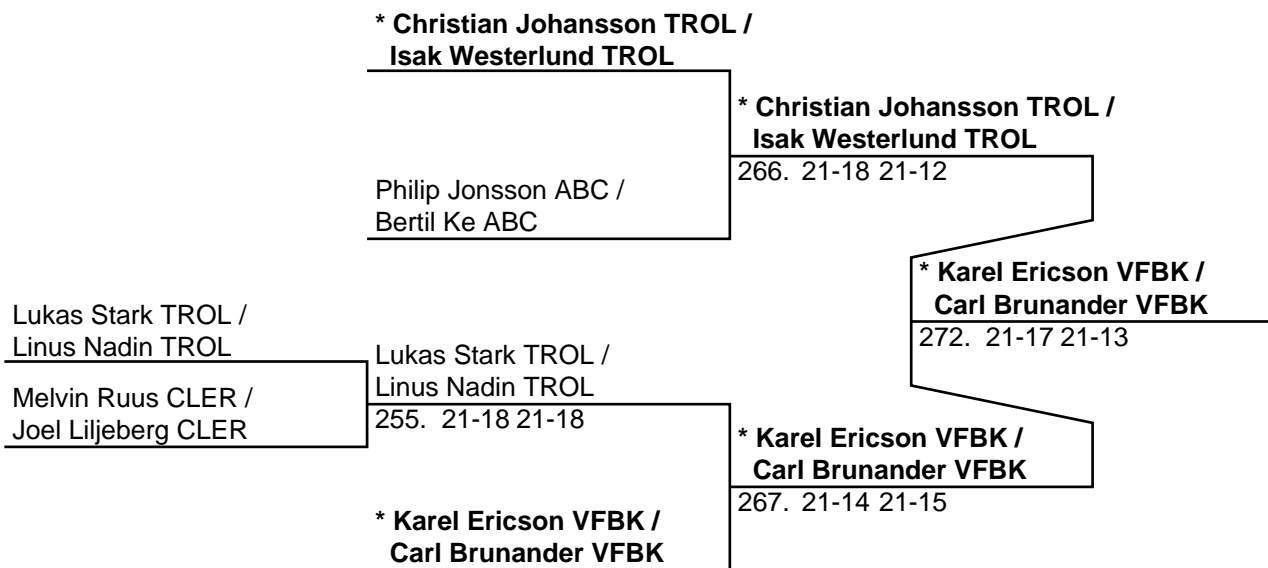 * Christian Johansson TROL /
Isak Westerlund TROL
* Christian Johansson TROL /
Isak Westerlund TROL
266. 21-18 21-12
Philip Jonsson ABC /
Bertil Ke ABC
* Karel Ericson VFBK /
Carl Brunander VFBK
272. 21-17 21-13
Lukas Stark TROL /
Linus Nadin TROL
Lukas Stark TROL /
Linus Nadin TROL
255. 21-18 21-18
Melvin Ruus CLER /
Joel Liljeberg CLER
* Karel Ericson VFBK /
Carl Brunander VFBK
267. 21-14 21-15
* Karel Ericson VFBK /
Carl Brunander VFBK